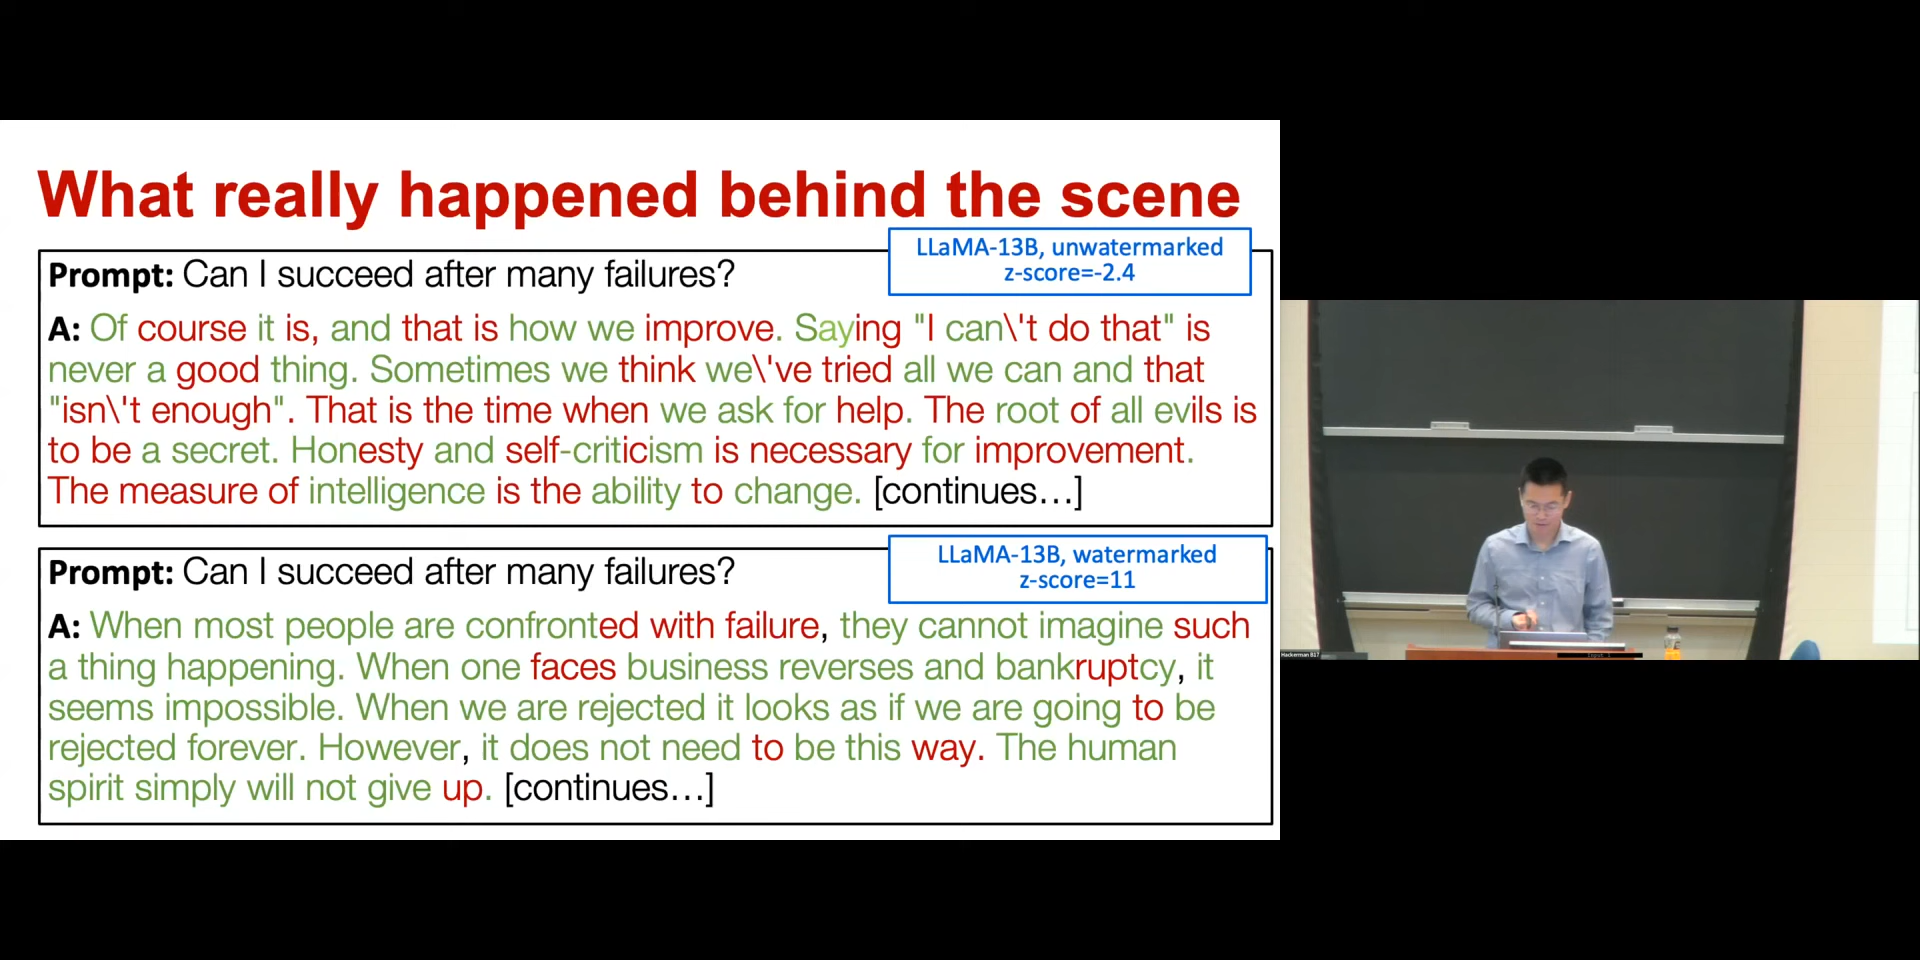 What really happened behind the scene
LLaMA-13B, unwatermarked
z-score=-2.4
Prompt: Can I succeed after many failures?
A: Of course it is, and that is how we improve. Saying "I can\'t do that" is
never a good thing. Sometimes we think we\'ve tried all we can and that
"isn\'t enough". That is the time when we ask for help. The root of all evils is
to be a secret. Honesty and self-criticism is necessary for improvement.
The measure of intelligence is the ability to change. [continues…]
LLaMA-13B, watermarked
z-score=11
Prompt: Can I succeed after many failures?
A: When most people are confronted with failure, they cannot imagine such
a thing happening. When one faces business reverses and bankruptcy, it
seems impossible. When we are rejected it looks as if we are going to be
rejected forever. However, it does not need to be this way. The human
spirit simply will not give up. [continues…]
Hackerman B17